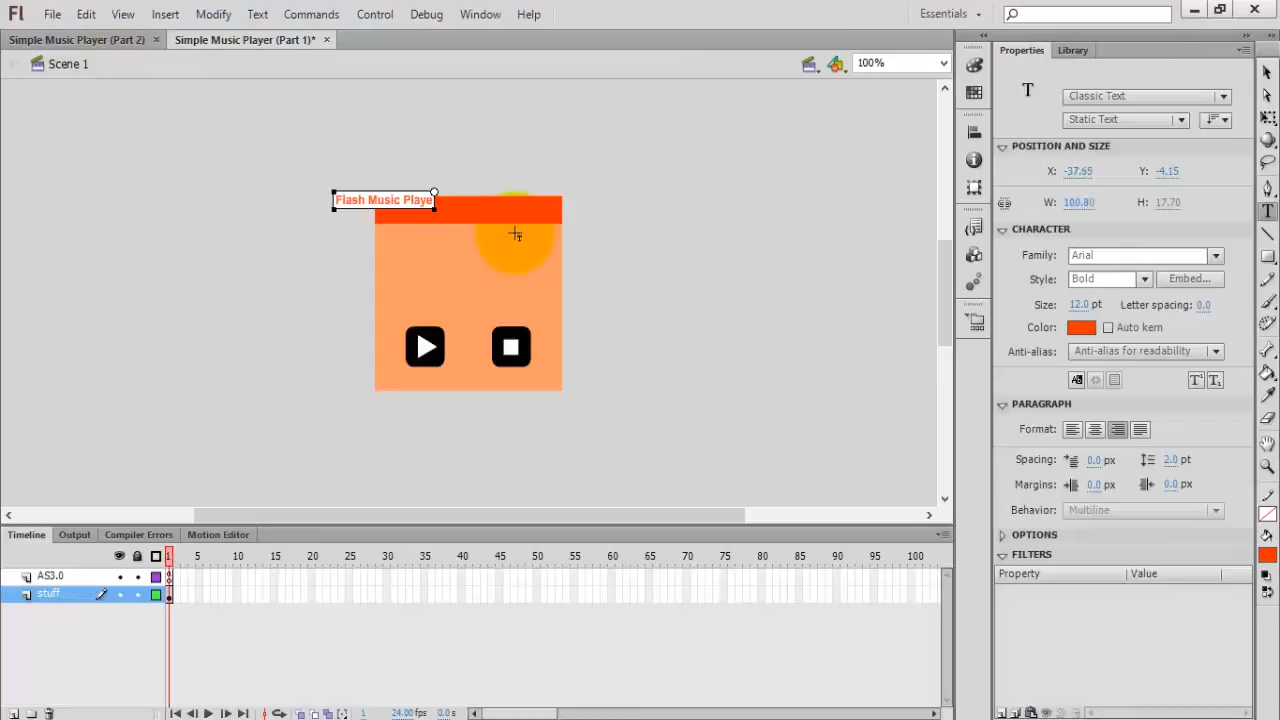 Fl File Edit View Insert Modify Text Commands Control Debug Window Help Essentials
Simple Music Player (Part 2) × Simple Music Player (Part 1)* ×
Scene 1 100%
Flash Music Playe
Properties Library
T Classic Text
Static Text
POSITION AND SIZE
X: -37.65 Y: -4.15
W: 100.80 H: 17.70
CHARACTER
Family: Arial
Style: Bold Embed...
Size: 12.0 pt Letter spacing: 0.0
Color: Auto kern
Anti-alias: Anti-alias for readability
PARAGRAPH
Format:
Spacing: 0.0 px 2.0 pt
Margins: 0.0 px 0.0 px
Behavior: Multiline
OPTIONS
FILTERS
Property Value
Timeline Output Compiler Errors Motion Editor
1 5 10 15 20 25 30 35 40 45 50 55 60 65 70 75 80 85 90 95 100
AS3.0
stuff
1 24.00 fps 0.0 s